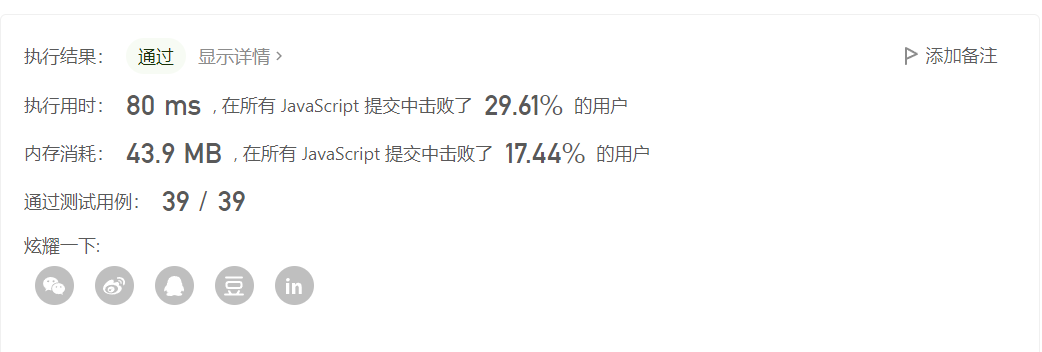 执行结果： 通过 显示详情 > 添加备注
执行用时： 80 ms , 在所有 JavaScript 提交中击败了 29.61% 的用户
内存消耗： 43.9 MB , 在所有 JavaScript 提交中击败了 17.44% 的用户
通过测试用例： 39 / 39
炫耀一下:
豆 in